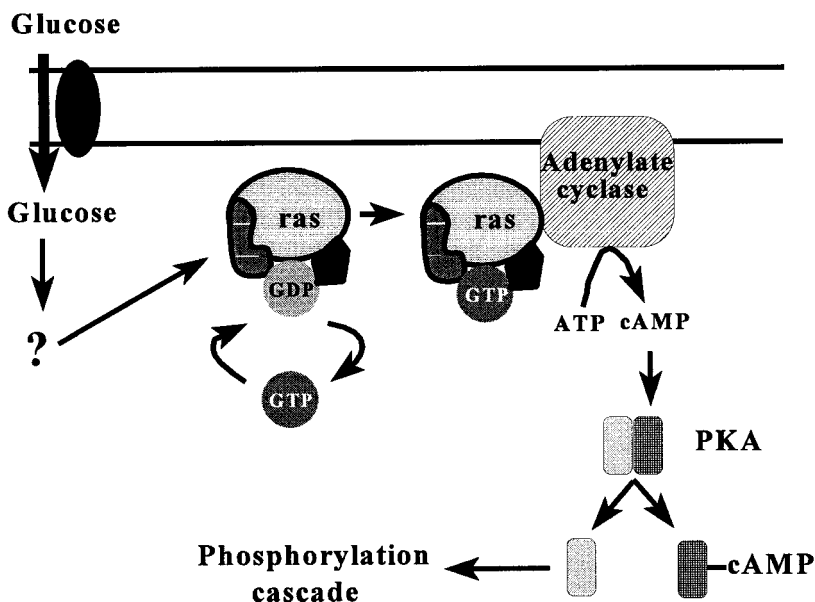 Glucose
Adenylate
cyclase
Glucose
ras
ras
GDP
GTP
ATP cAMP
?
GTP
PKA
Phosphorylation
cascade
cAMP